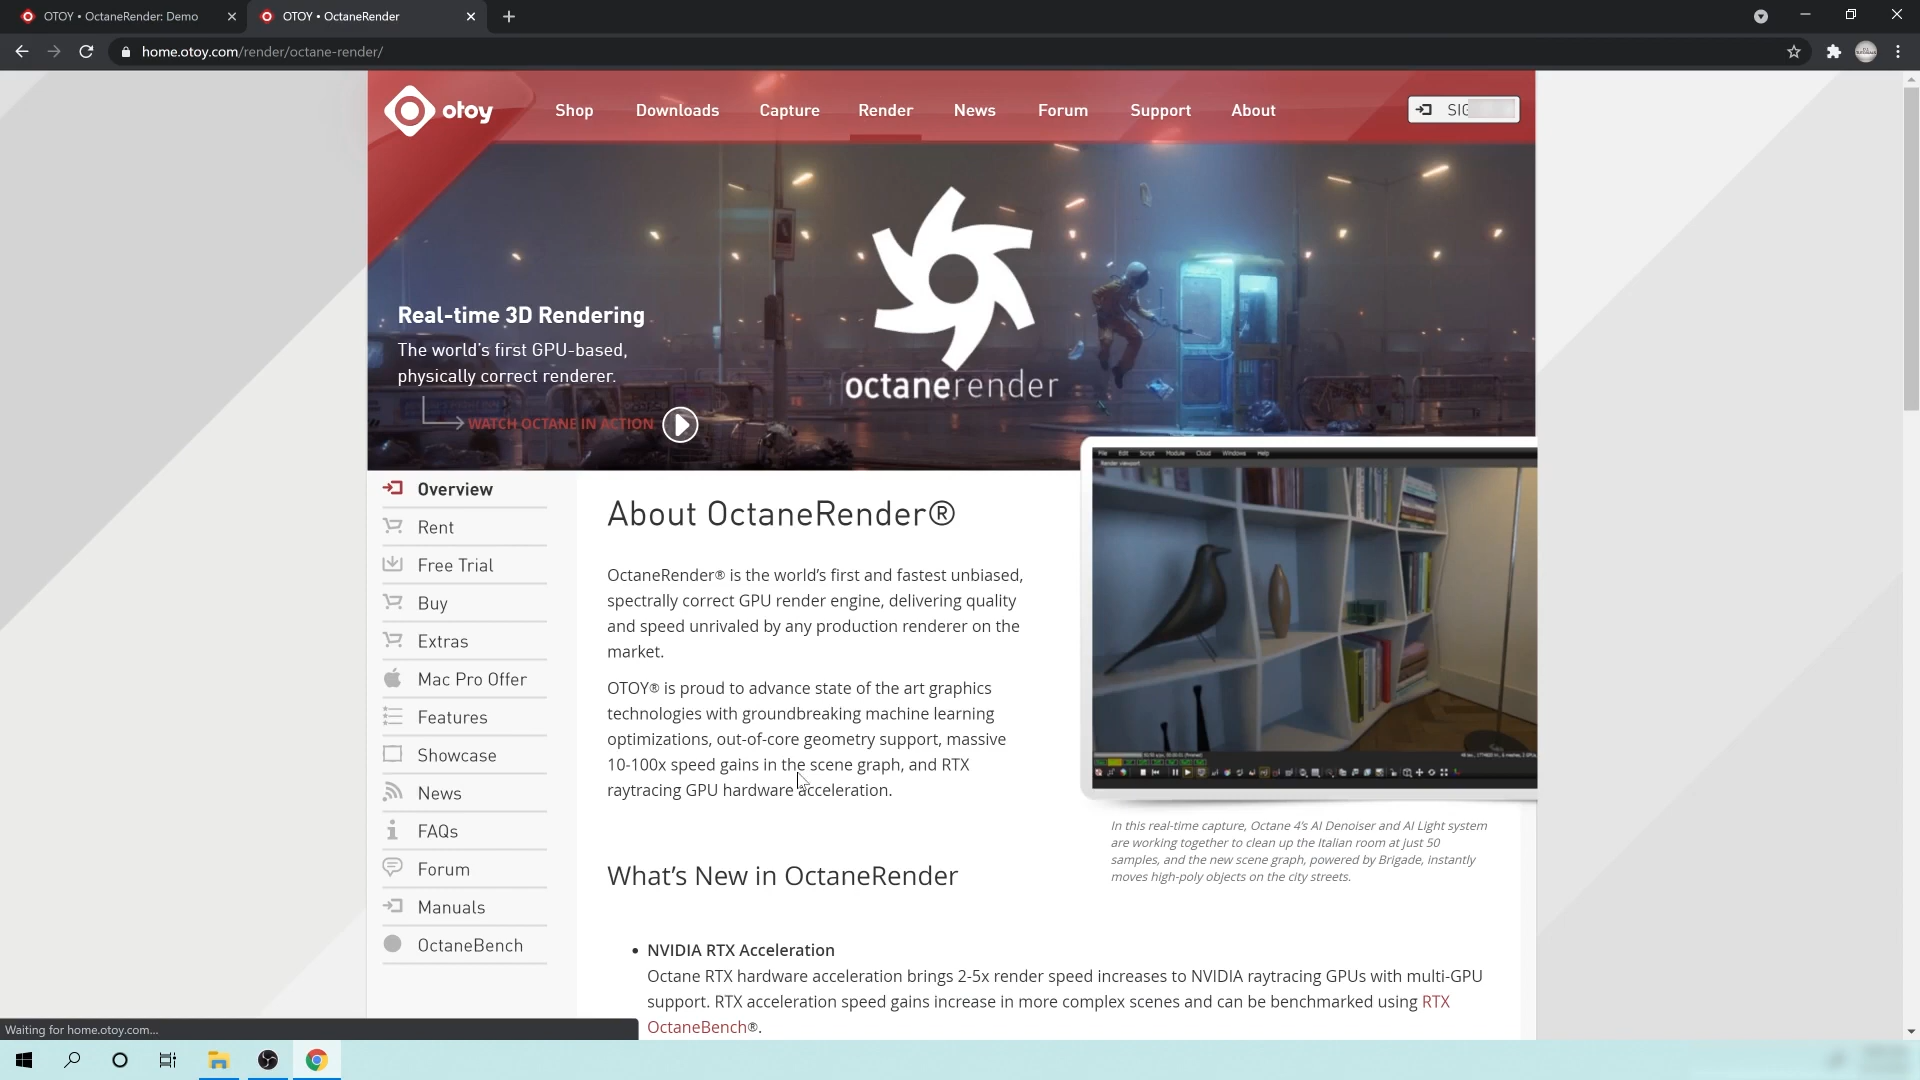 OTOY • OctaneRender: Demo
OTOY • OctaneRender
home.otoy.com/render/octane-render/
otoy
Shop
Downloads
Capture
Render
News
Forum
Support
About
Real-time 3D Rendering
The world's first GPU-based,
physically correct renderer.
WATCH OCTANE IN ACTION
octanerender
Overview
Rent
Free Trial
Buy
Extras
Mac Pro Offer
Features
Showcase
News
FAQs
Forum
Manuals
OctaneBench
About OctaneRender®
OctaneRender® is the world's first and fastest unbiased,
spectrally correct GPU render engine, delivering quality
and speed unrivaled by any production renderer on the
market.
OTOY® is proud to advance state of the art graphics
technologies with groundbreaking machine learning
optimizations, out-of-core geometry support, massive
10-100x speed gains in the scene graph, and RTX
raytracing GPU hardware acceleration.
File Edit Script Module Cloud Windows Help
Render viewport
In this real-time capture, Octane 4's AI Denoiser and AI Light system
are working together to clean up the Italian room at just 50
samples, and the new scene graph, powered by Brigade, instantly
moves high-poly objects on the city streets.
What's New in OctaneRender
• NVIDIA RTX Acceleration
Octane RTX hardware acceleration brings 2-5x render speed increases to NVIDIA raytracing GPUs with multi-GPU
support. RTX acceleration speed gains increase in more complex scenes and can be benchmarked using RTX
OctaneBench®.
Waiting for home.otoy.com...